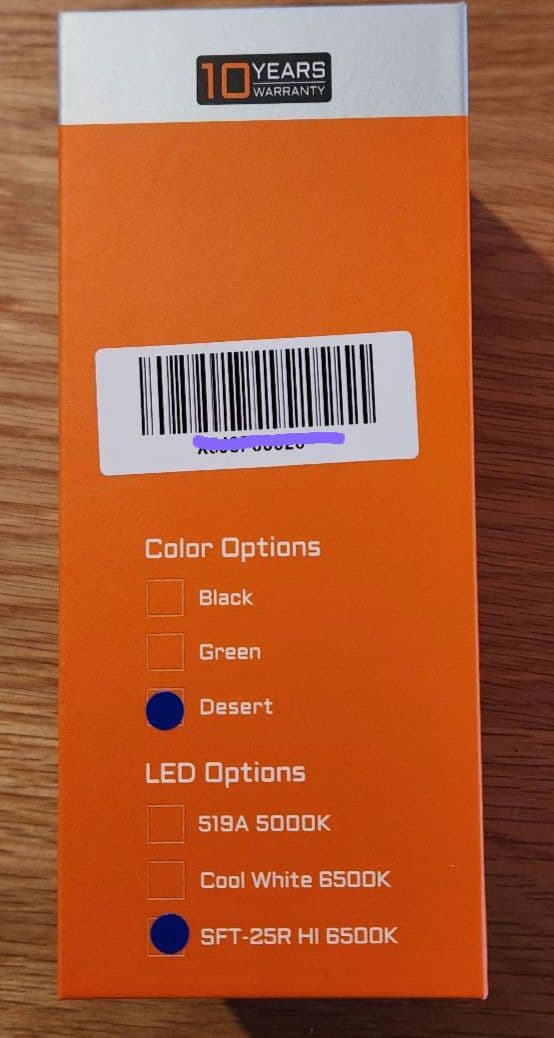 10 YEARS
WARRANTY
Color Options
Black
Green
Desert
LED Options
519A 5000K
Cool White 6500K
SFT-25R HI 6500K